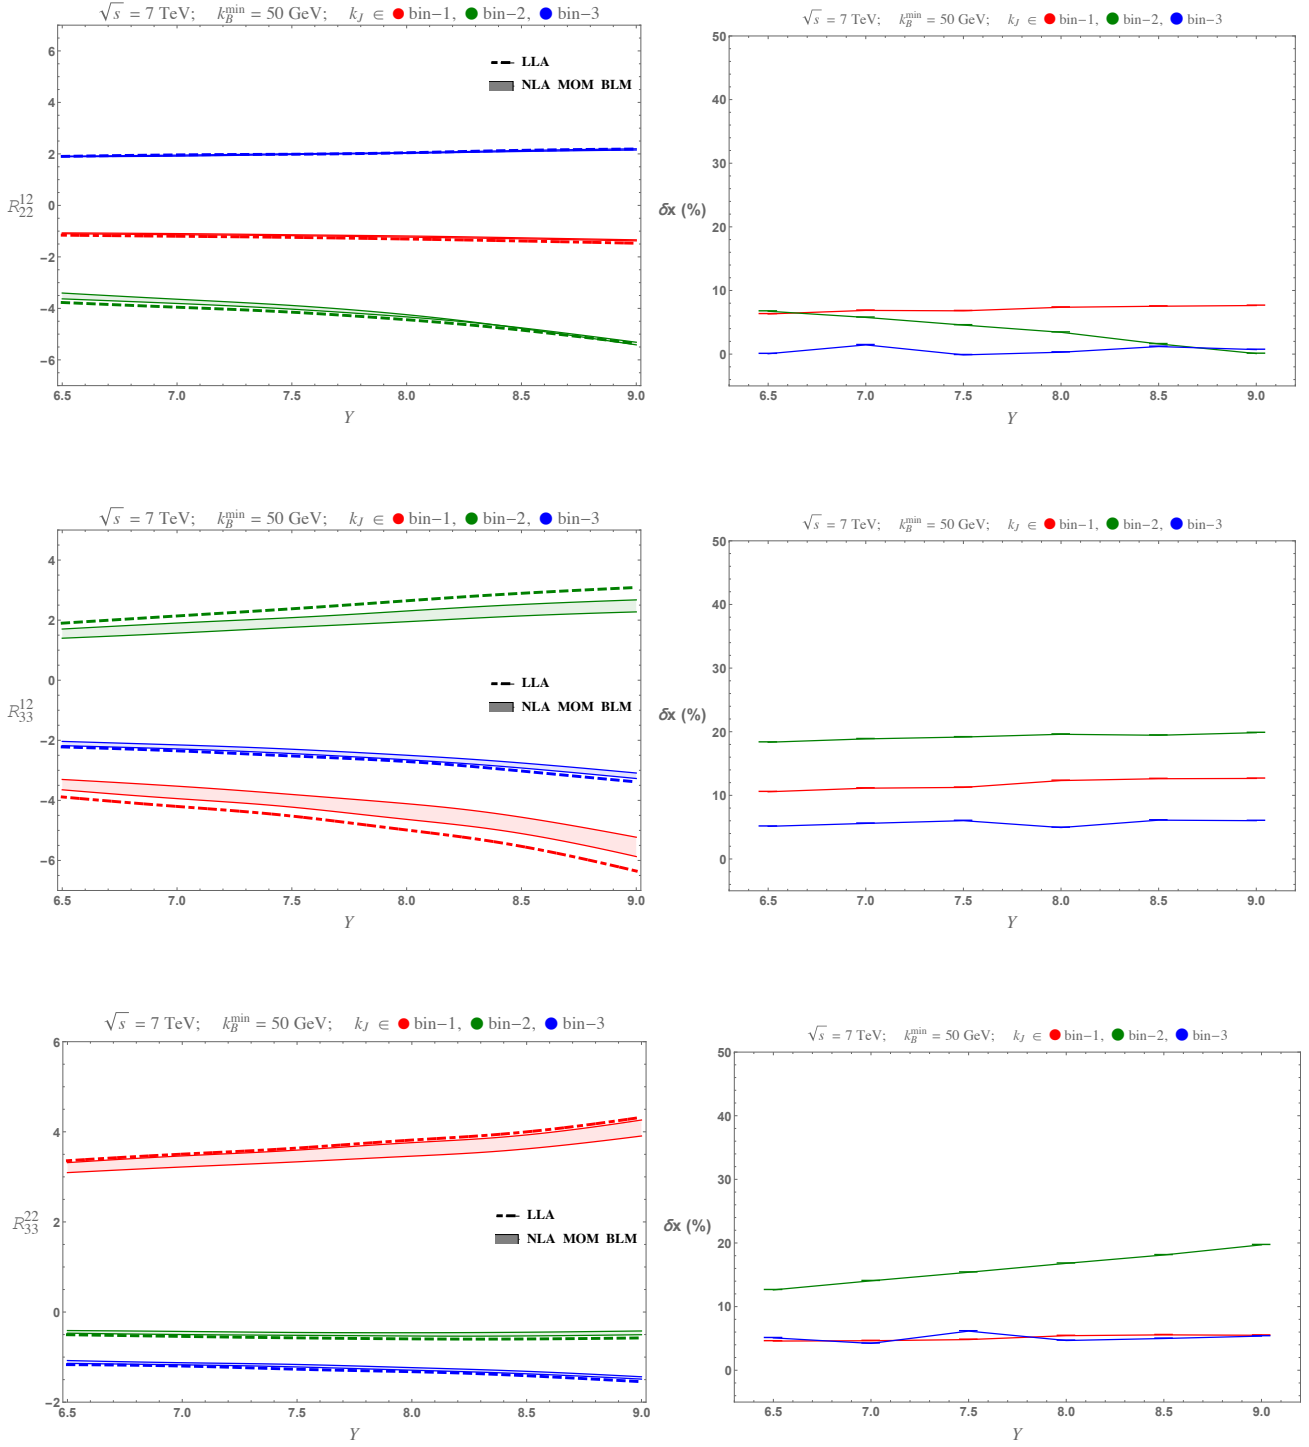 √s = 7 TeV; k_B^min = 50 GeV; k_J ∈ ● bin−1, ● bin−2, ● bin−3
6
4
2
0
−2
−4
−6
R_22^12
LLA
NLA MOM BLM
6.5 7.0 7.5 8.0 8.5 9.0
Y
√s = 7 TeV; k_B^min = 50 GeV; k_J ∈ ● bin−1, ● bin−2, ● bin−3
50
40
30
20
10
0
δx (%)
6.5 7.0 7.5 8.0 8.5 9.0
Y
√s = 7 TeV; k_B^min = 50 GeV; k_J ∈ ● bin−1, ● bin−2, ● bin−3
4
2
0
−2
−4
−6
R_33^12
LLA
NLA MOM BLM
6.5 7.0 7.5 8.0 8.5 9.0
Y
√s = 7 TeV; k_B^min = 50 GeV; k_J ∈ ● bin−1, ● bin−2, ● bin−3
50
40
30
20
10
0
δx (%)
6.5 7.0 7.5 8.0 8.5 9.0
Y
√s = 7 TeV; k_B^min = 50 GeV; k_J ∈ ● bin−1, ● bin−2, ● bin−3
6
4
2
0
−2
R_33^22
LLA
NLA MOM BLM
6.5 7.0 7.5 8.0 8.5 9.0
Y
√s = 7 TeV; k_B^min = 50 GeV; k_J ∈ ● bin−1, ● bin−2, ● bin−3
50
40
30
20
10
0
δx (%)
6.5 7.0 7.5 8.0 8.5 9.0
Y